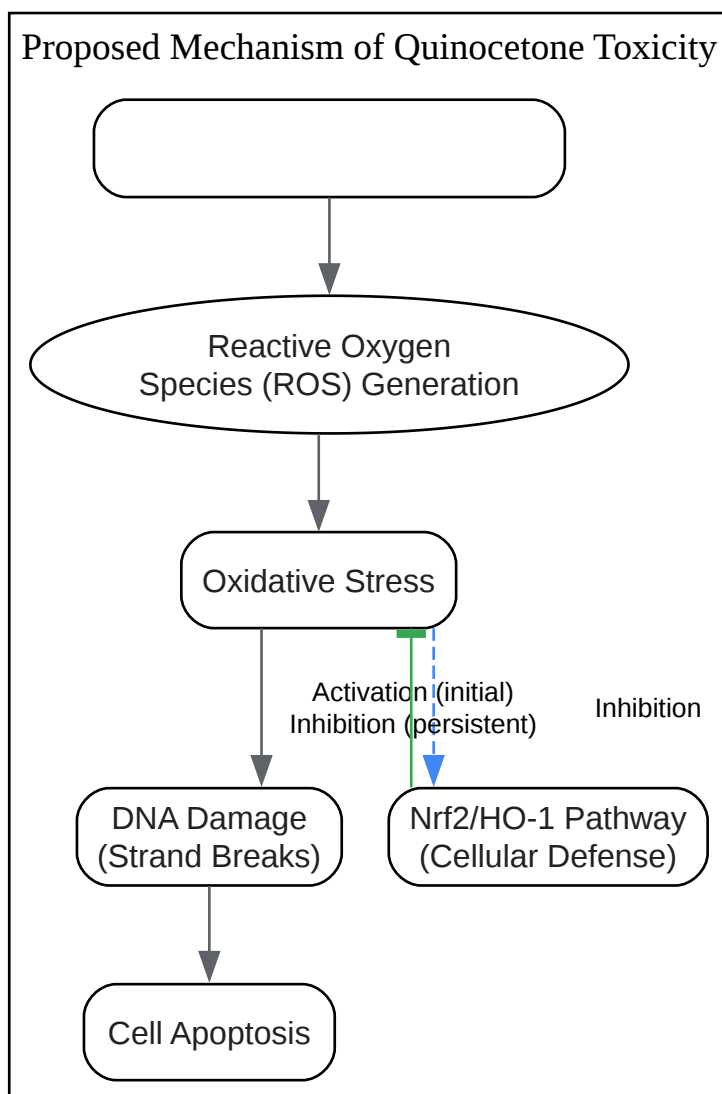 Proposed Mechanism of Quinocetone Toxicity
Reactive Oxygen
Species (ROS) Generation
Oxidative Stress
Activation (initial)
Inhibition (persistent)
Inhibition
DNA Damage
(Strand Breaks)
Nrf2/HO-1 Pathway
(Cellular Defense)
Cell Apoptosis